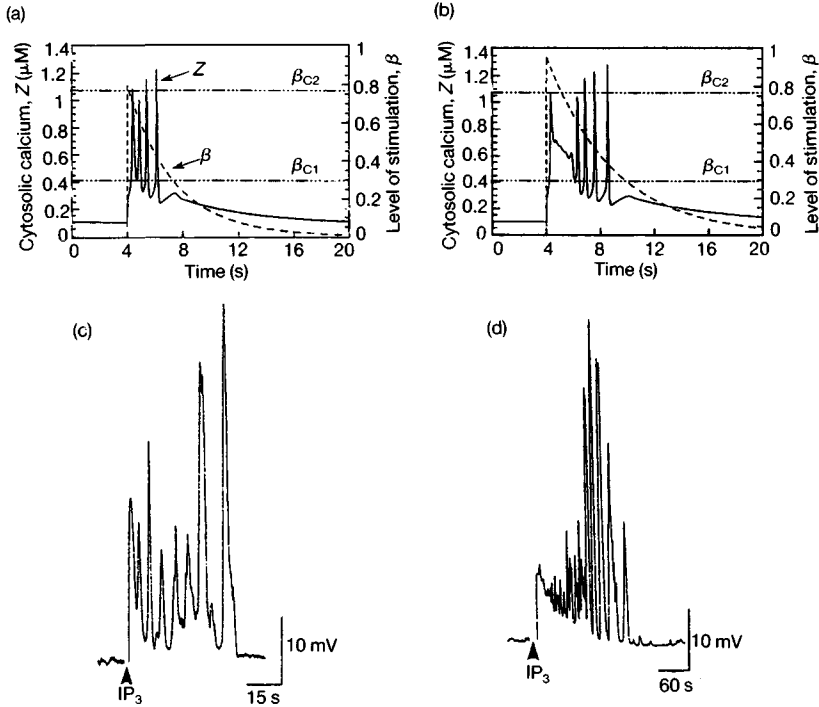 (a)
Cytosolic calcium, Z (μM)
1.4
1.2
1
0.8
0.6
0.4
0.2
0
0 4 8 12 16 20
Time (s)
Z
β
βC2
βC1
1
0.8
0.6
0.4
0.2
0
Level of stimulation, β
(b)
Cytosolic calcium, Z (μM)
1.4
1.2
1.0
0.8
0.6
0.4
0.2
0
0 4 8 12 16 20
Time (s)
βC2
βC1
1
0.8
0.6
0.4
0.2
0
Level of stimulation, β
(c)
IP3
10 mV
15 s
(d)
IP3
10 mV
60 s